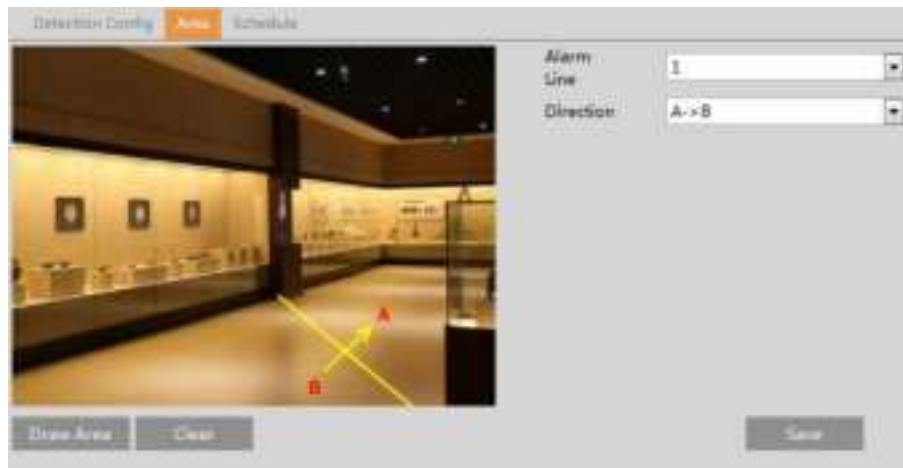 Detection Config Area Schedule
Alarm
Line
1
Direction
A->B
A
B
Draw Area Clear Save